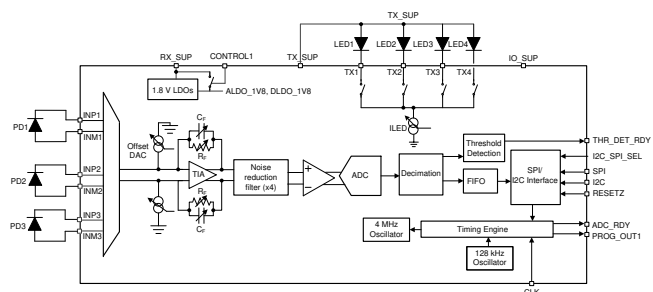 TX_SUP
LED1 LED2 LED3 LED4
RX_SUP CONTROL1 TX_SUP IO_SUP
TX1 TX2 TX3 TX4
1.8 V LDOs
ALDO_1V8, DLDO_1V8
ILED
PD1
INP1
INM1
Offset
DAC
CF
RF
TIA
RF
CF
PD2
INP2
INM2
PD3
INP3
INM3
Noise
reduction
filter (x4)
+
−
ADC
Decimation
Threshold
Detection
FIFO
SPI/
I2C Interface
THR_DET_RDY
I2C_SPI_SEL
SPI
I2C
RESETZ
4 MHz
Oscillator
Timing Engine
128 kHz
Oscillator
ADC_RDY
PROG_OUT1
CLK